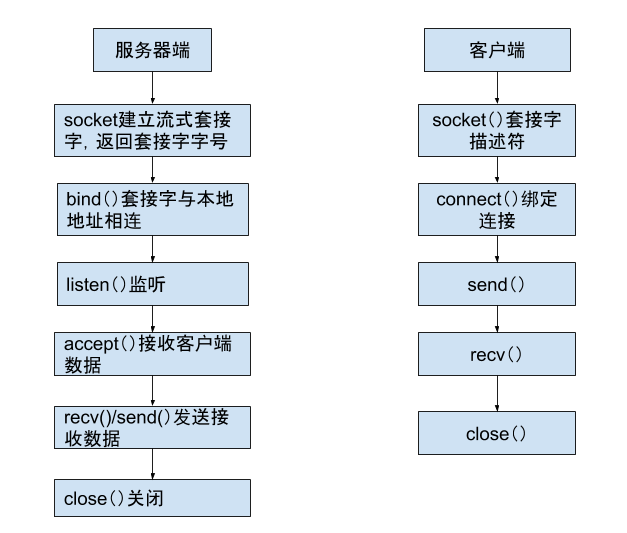 服务器端
socket建立流式套接
字，返回套接字字号
bind()套接字与本地
地址相连
listen()监听
accept()接收客户端
数据
recv()/send()发送接
收数据
close()关闭
客户端
socket()套接字
描述符
connect()绑定
连接
send()
recv()
close()